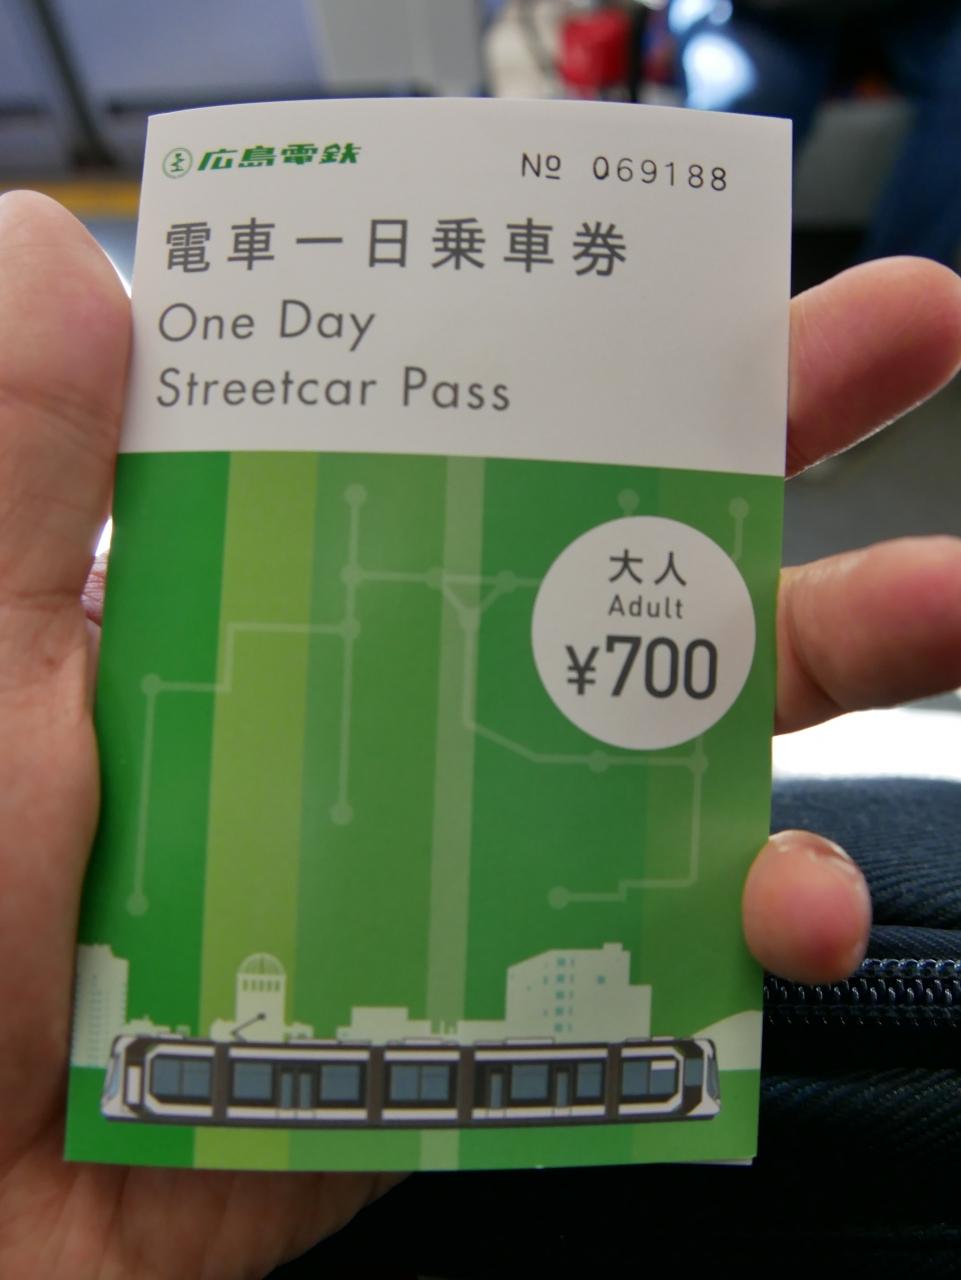 広島電鉄
№ 069188
電車一日乗車券
One Day
Streetcar Pass
大人
Adult
¥700